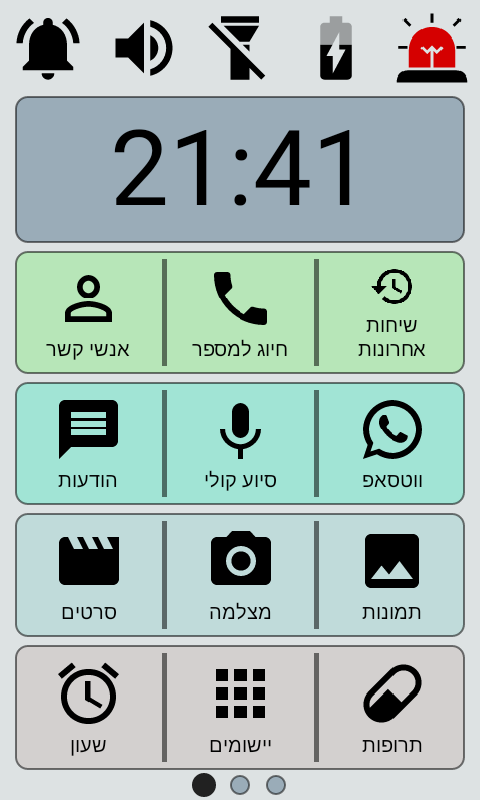 21:41
שיחות
אחרונות
חיוג למספר
אנשי קשר
ווטסאפ
סיוע קולי
הודעות
תמונות
מצלמה
סרטים
תרופות
יישומים
שעון